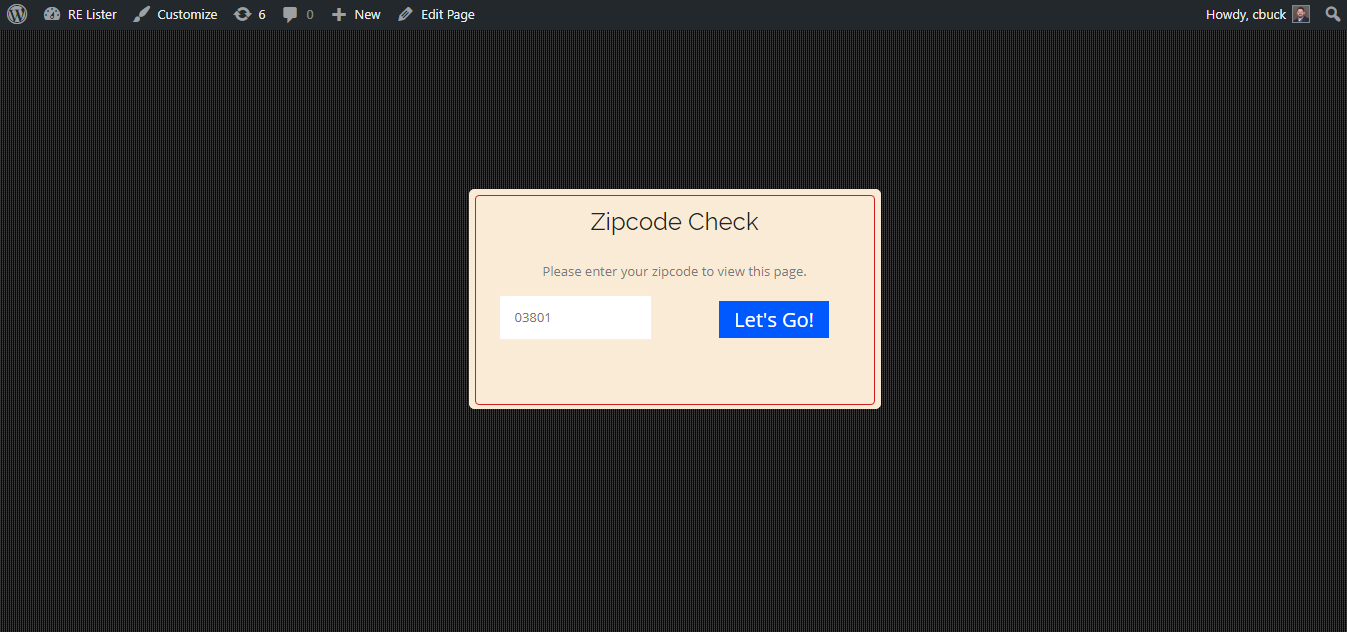 RE Lister Customize 6 0 New Edit Page Howdy, cbuck
Zipcode Check
Please enter your zipcode to view this page.
03801 Let's Go!